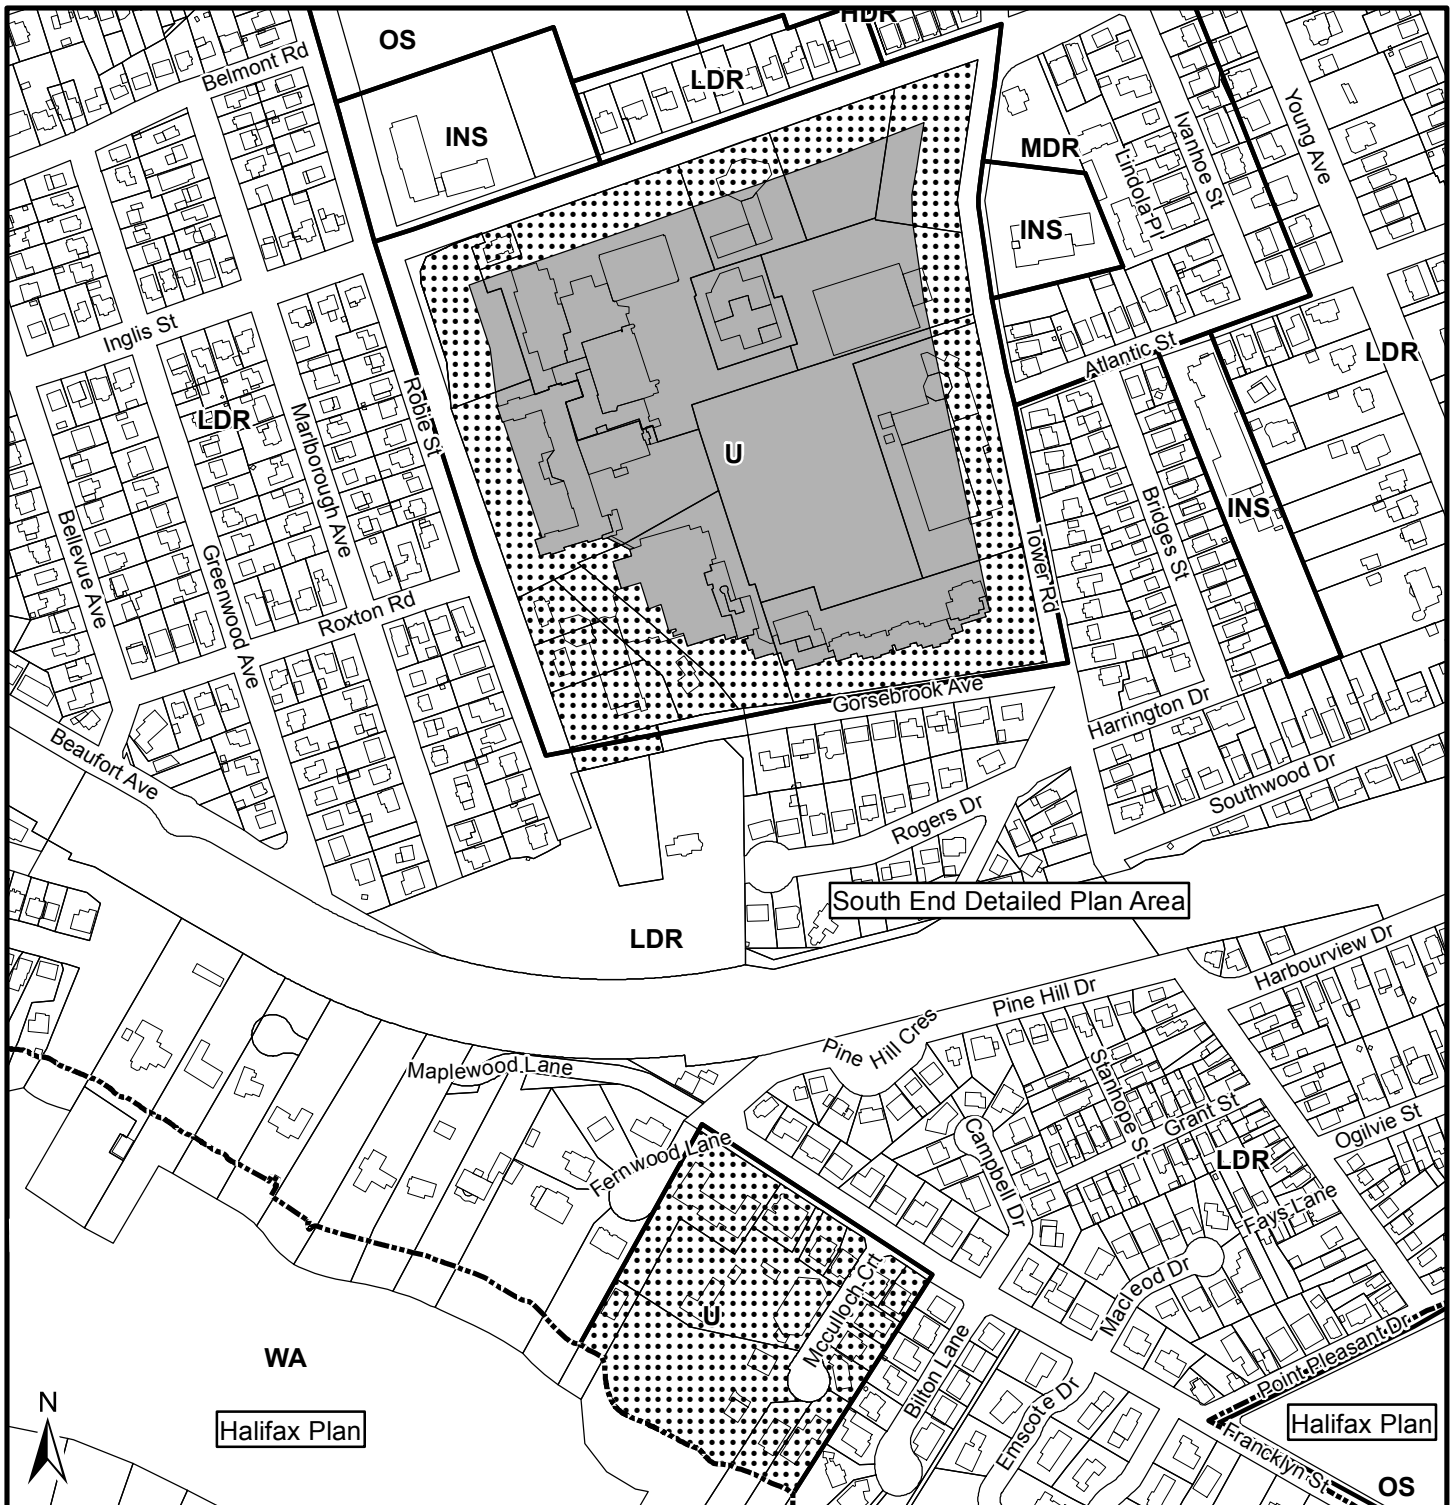 HDR
OS
LDR
Belmont Rd
INS
Young Ave
Ivanhoe St
MDR
Lindola Pl
INS
Inglis St
Atlantic St
LDR
LDR
Marlborough Ave
Robie St
U
INS
Bridges St
Bellevue Ave
Greenwood Ave
Tower Rd
Roxton Rd
Gorsebrook Ave
Harrington Dr
Beaufort Ave
Southwood Dr
Rogers Dr
South End Detailed Plan Area
LDR
Harbourview Dr
Pine Hill Dr
Pine Hill Cres
Maplewood Lane
Stanhope St
Grant St
Ogilvie St
Campbell Dr
Fernwood Lane
LDR
Fays Lane
Macleod Dr
Mcculloch Crt
U
Point Pleasant Dr
WA
Bilton Lane
Emscote Dr
N
Halifax Plan
Halifax Plan
Francklyn St
OS